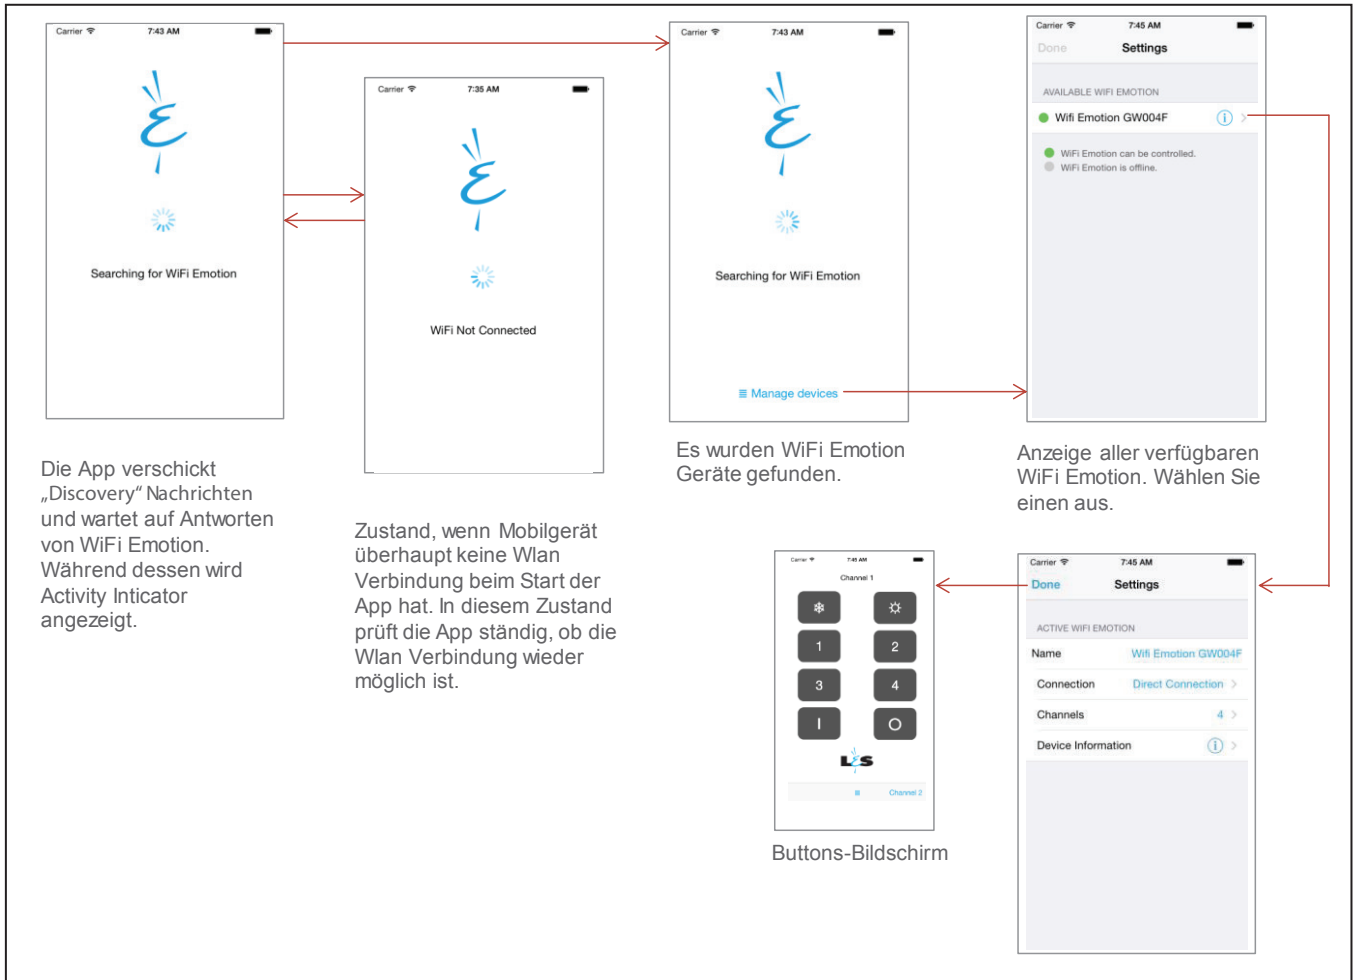 Carrier 7:43 AM
Searching for WiFi Emotion
Die App verschickt
„Discovery“ Nachrichten
und wartet auf Antworten
von WiFi Emotion.
Während dessen wird
Activity Inticator
angezeigt.
Carrier 7:35 AM
WiFi Not Connected
Zustand, wenn Mobilgerät
überhaupt keine Wlan
Verbindung beim Start der
App hat. In diesem Zustand
prüft die App ständig, ob die
Wlan Verbindung wieder
möglich ist.
Carrier 7:43 AM
Searching for WiFi Emotion
Manage devices
Es wurden WiFi Emotion
Geräte gefunden.
Carrier 7:45 AM
Done Settings
AVAILABLE WIFI EMOTION
Wifi Emotion GW004F
WiFi Emotion can be controlled.
WiFi Emotion is offline.
Anzeige aller verfügbaren
WiFi Emotion. Wählen Sie
einen aus.
Carrier 7:45 AM
Channel 1
1 2
3 4
I O
L&S
Channel 2
Buttons-Bildschirm
Carrier 7:45 AM
Done Settings
ACTIVE WIFI EMOTION
Name Wifi Emotion GW004F
Connection Direct Connection
Channels 4
Device Information